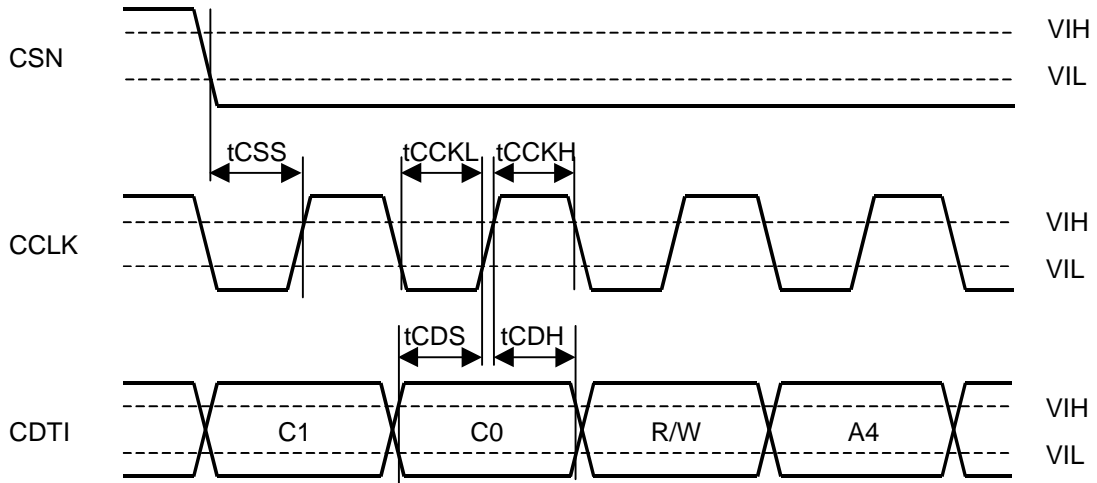 CSN
VIH
VIL
tCSS
tCCKL
tCCKH
CCLK
VIH
VIL
tCDS
tCDH
CDTI
C1
C0
R/W
A4
VIH
VIL